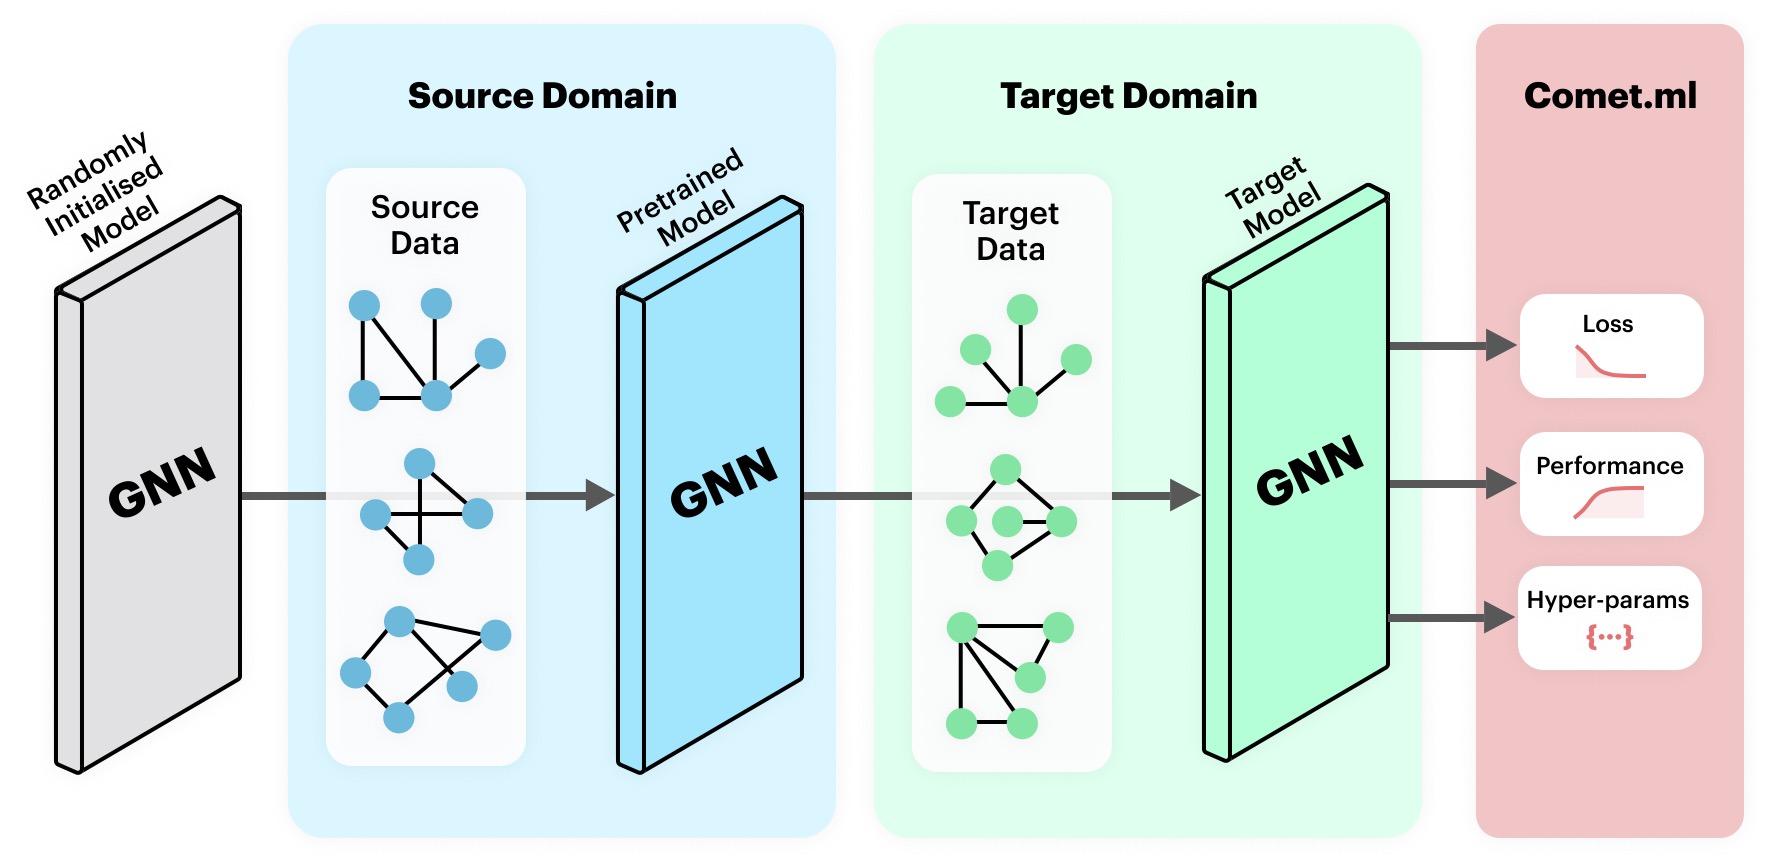 Source Domain
Target Domain
Comet.ml
Randomly
Initialised
Model
Source
Data
Pretrained
Model
Target
Data
Target
Model
GNN
GNN
GNN
Loss
Performance
Hyper-params
{···}